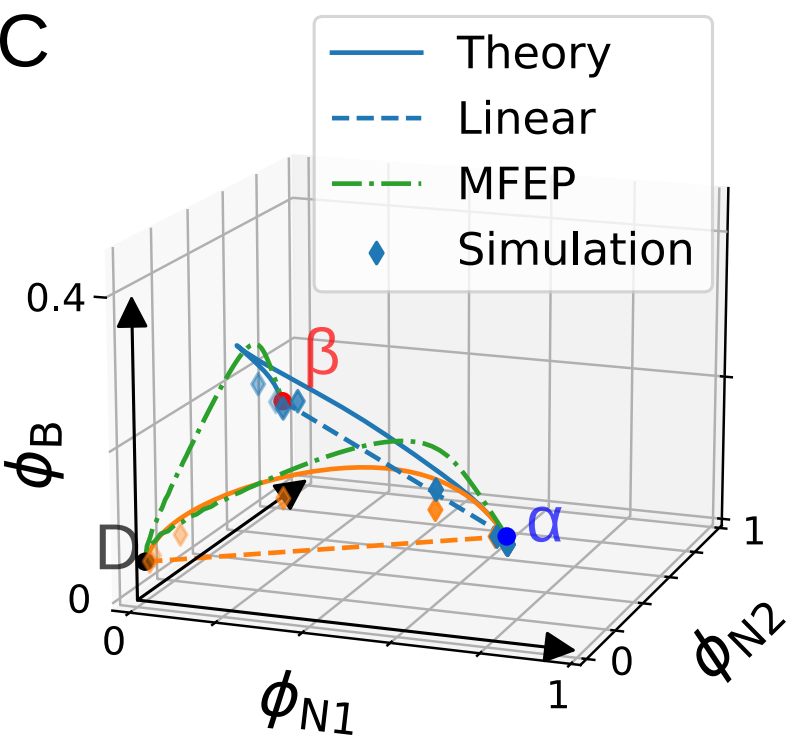 C
Theory
Linear
MFEP
Simulation
0.4
β
ϕB
α
D
1
0
0
0
1
ϕN1
ϕN2